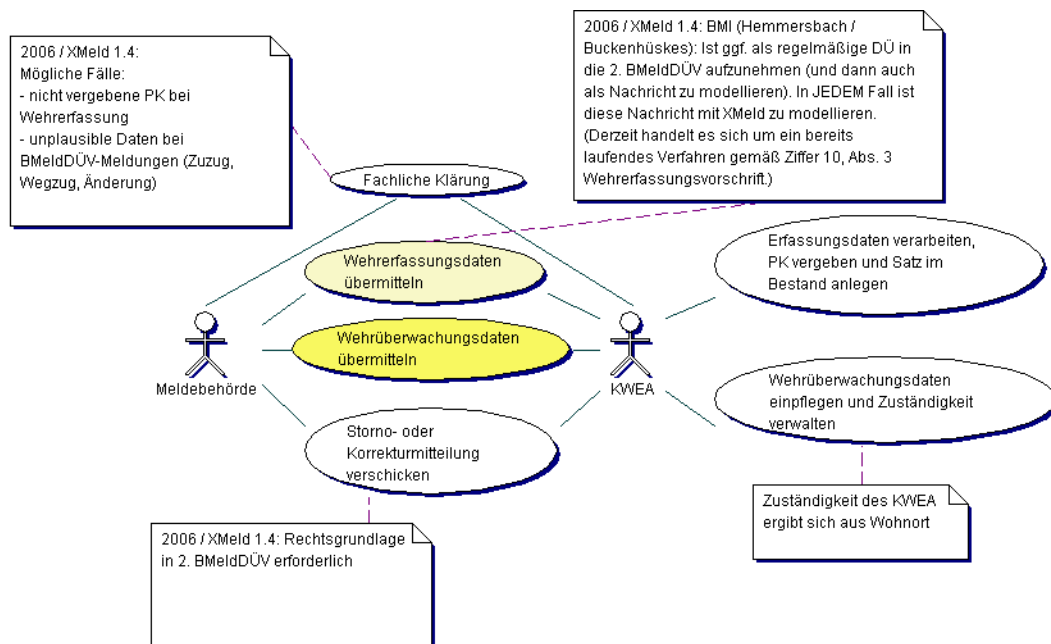 2006 / XMeld 1.4:
Mögliche Fälle:
- nicht vergebene PK bei
Wehrerfassung
- unplausible Daten bei
BMeldDÜV-Meldungen (Zuzug,
Wegzug, Änderung)
2006 / XMeld 1.4: BMI (Hemmersbach /
Buckenhüskes): Ist ggf. als regelmäßige DÜ in
die 2. BMeldDÜV aufzunehmen (und dann auch
als Nachricht zu modellieren). In JEDEM Fall ist
diese Nachricht mit XMeld zu modellieren.
(Derzeit handelt es sich um ein bereits
laufendes Verfahren gemäß Ziffer 10, Abs. 3
Wehrerfassungsvorschrift.)
Fachliche Klärung
Wehrerfassungsdaten
übermitteln
Erfassungsdaten verarbeiten,
PK vergeben und Satz im
Bestand anlegen
Wehrüberwachungsdaten
übermitteln
Meldebehörde
KWEA
Wehrüberwachungsdaten
einpflegen und Zuständigkeit
verwalten
Storno- oder
Korrekturmitteilung
verschicken
Zuständigkeit des KWEA
ergibt sich aus Wohnort
2006 / XMeld 1.4: Rechtsgrundlage
in 2. BMeldDÜV erforderlich